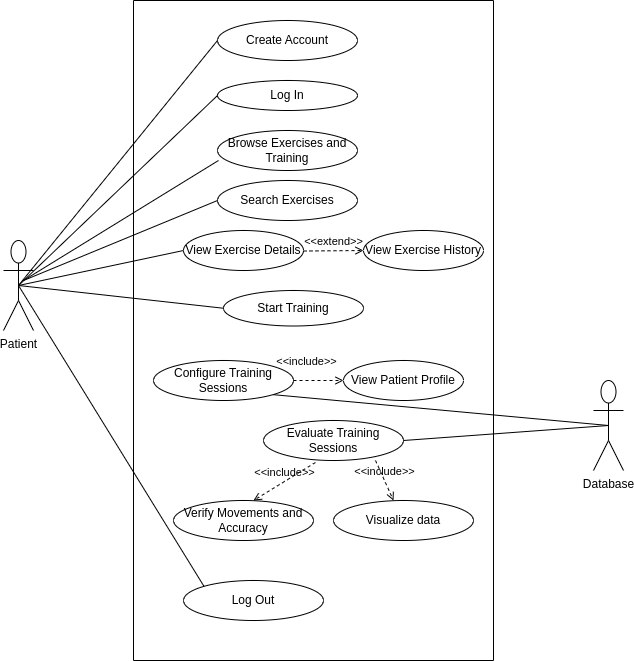 Create Account
Log In
Browse Exercises and
Training
Search Exercises
<<extend>>
View Exercise Details
View Exercise History
Start Training
Patient
<<include>>
Configure Training
Sessions
View Patient Profile
Evaluate Training
Sessions
Database
<<include>>
<<include>>
Verify Movements and
Accuracy
Visualize data
Log Out